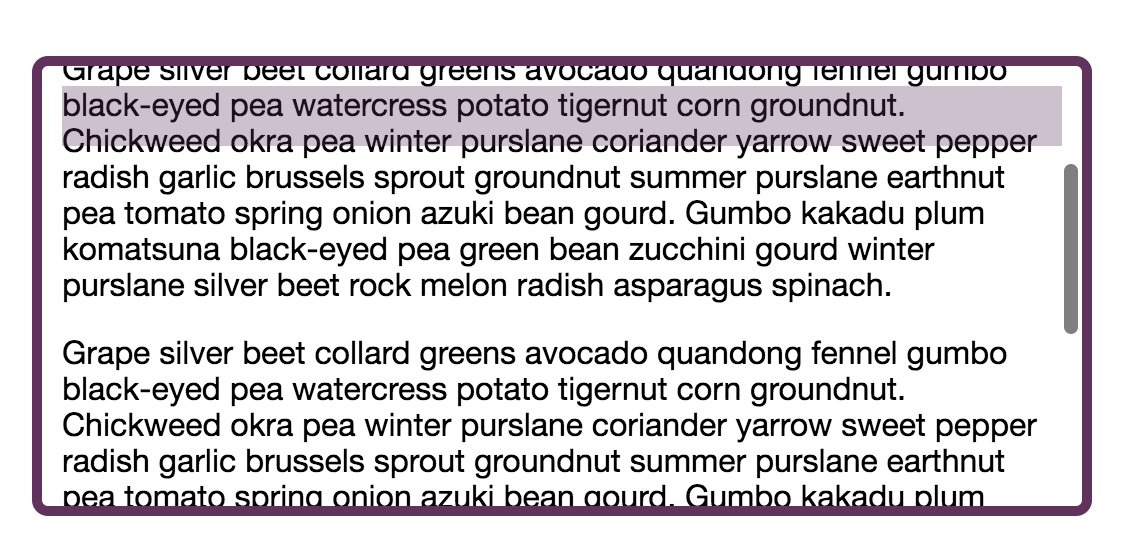 Grape silver beet collard greens avocado quandong fennel gumbo
black-eyed pea watercress potato tigernut corn groundnut.
Chickweed okra pea winter purslane coriander yarrow sweet pepper
radish garlic brussels sprout groundnut summer purslane earthnut
pea tomato spring onion azuki bean gourd. Gumbo kakadu plum
komatsuna black-eyed pea green bean zucchini gourd winter
purslane silver beet rock melon radish asparagus spinach.
Grape silver beet collard greens avocado quandong fennel gumbo
black-eyed pea watercress potato tigernut corn groundnut.
Chickweed okra pea winter purslane coriander yarrow sweet pepper
radish garlic brussels sprout groundnut summer purslane earthnut
pea tomato spring onion azuki bean gourd. Gumbo kakadu plum